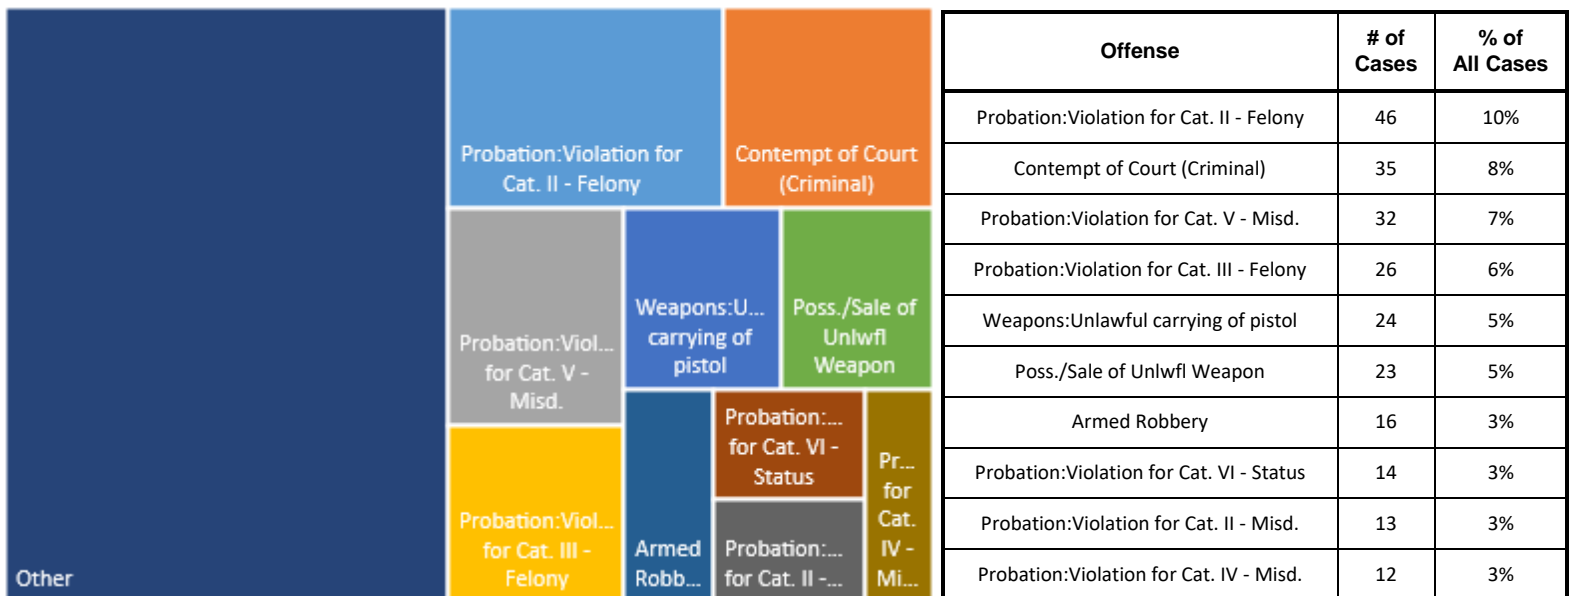 Other
Probation:Violation for
Cat. II - Felony
Contempt of Court
(Criminal)
Probation:Viol...
for Cat. V -
Misd.
Weapons:U...
carrying of
pistol
Poss./Sale of
Unlwfl
Weapon
Probation:Viol...
for Cat. III -
Felony
Armed
Robb...
Probation:...
for Cat. VI -
Status
Probation:...
for Cat. II -...
Pr...
for
Cat.
IV -
Mi...
Offense # of Cases % of All Cases
Probation:Violation for Cat. II - Felony 46 10%
Contempt of Court (Criminal) 35 8%
Probation:Violation for Cat. V - Misd. 32 7%
Probation:Violation for Cat. III - Felony 26 6%
Weapons:Unlawful carrying of pistol 24 5%
Poss./Sale of Unlwfl Weapon 23 5%
Armed Robbery 16 3%
Probation:Violation for Cat. VI - Status 14 3%
Probation:Violation for Cat. II - Misd. 13 3%
Probation:Violation for Cat. IV - Misd. 12 3%